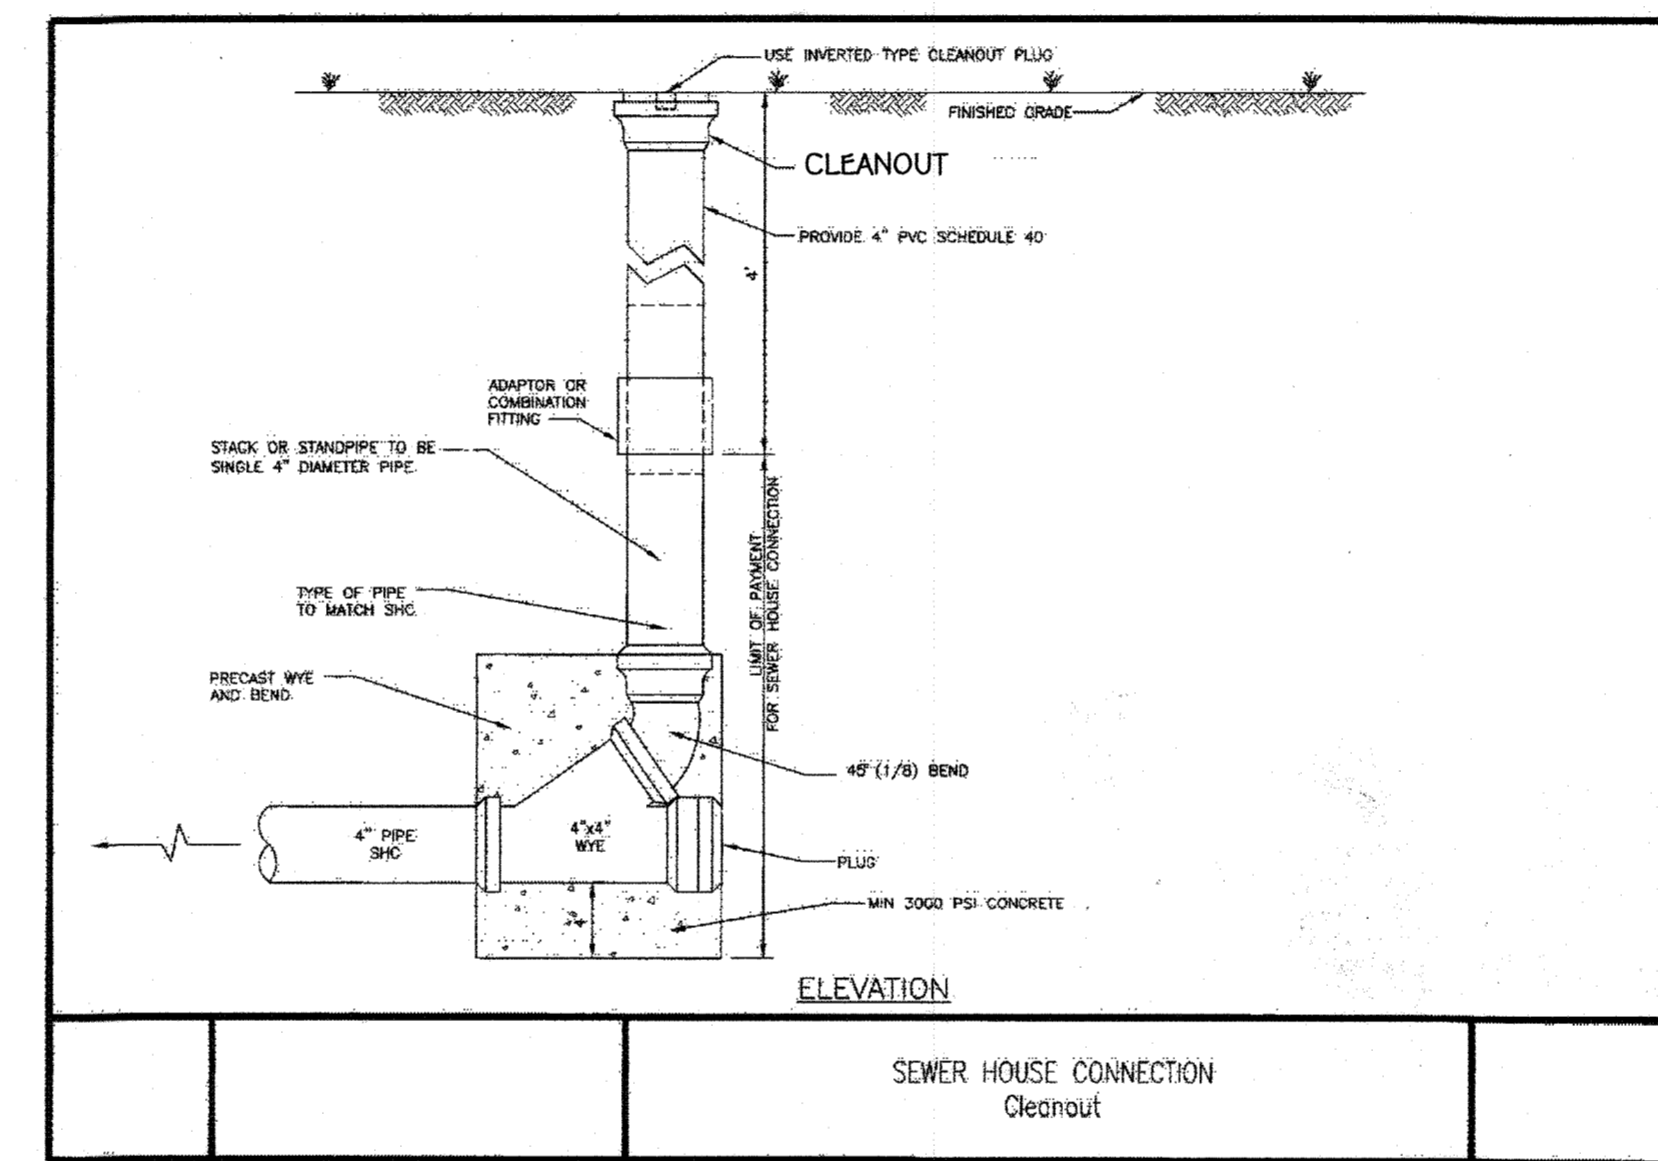 USE INVERTED TYPE CLEANOUT PLUG
FINISHED GRADE
CLEANOUT
PROVIDE 4" PVC SCHEDULE 40
4'
ADAPTOR OR
COMBINATION
FITTING
STACK OR STANDPIPE TO BE
SINGLE 4" DIAMETER PIPE.
LIMIT OF PAYMENT
FOR SEWER HOUSE CONNECTION
TYPE OF PIPE
TO MATCH SHC.
PRECAST WYE
AND BEND.
45° (1/8) BEND
4" PIPE
SHC
4"x4"
WYE
PLUG
MIN 3000 PSI CONCRETE
4"
ELEVATION
SEWER HOUSE CONNECTION
Cleanout